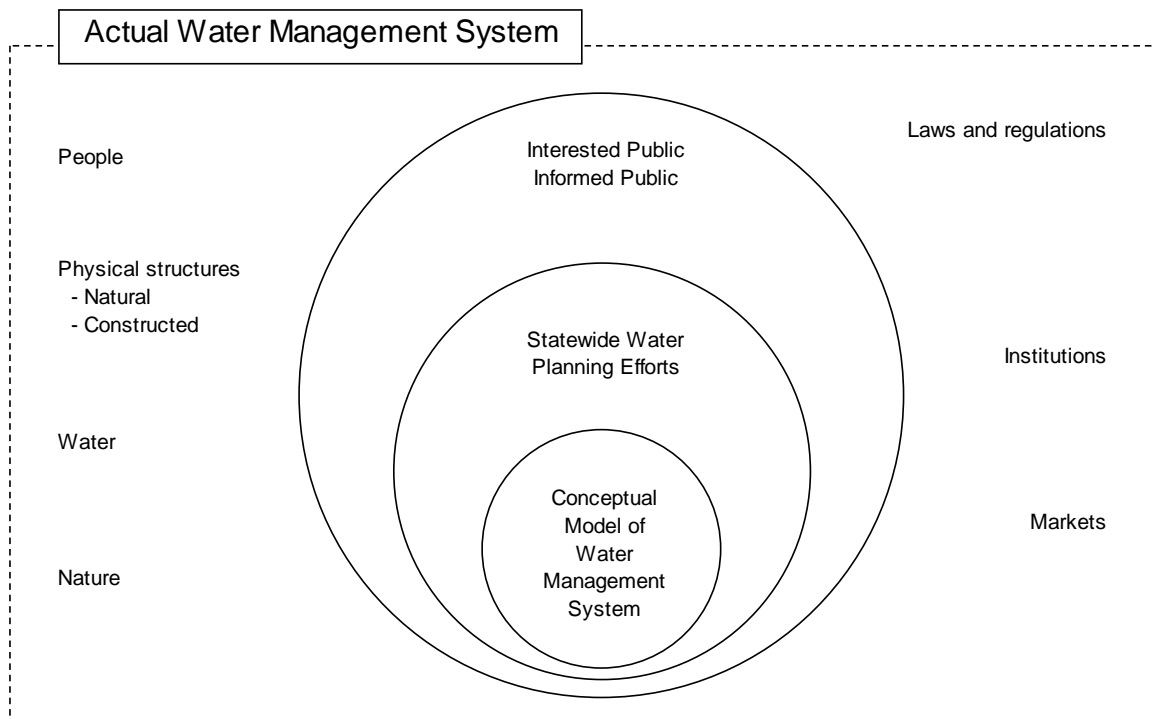 Actual Water Management System
People
Physical structures
- Natural
- Constructed
Water
Nature
Interested Public
Informed Public
Statewide Water
Planning Efforts
Conceptual
Model of
Water
Management
System
Laws and regulations
Institutions
Markets